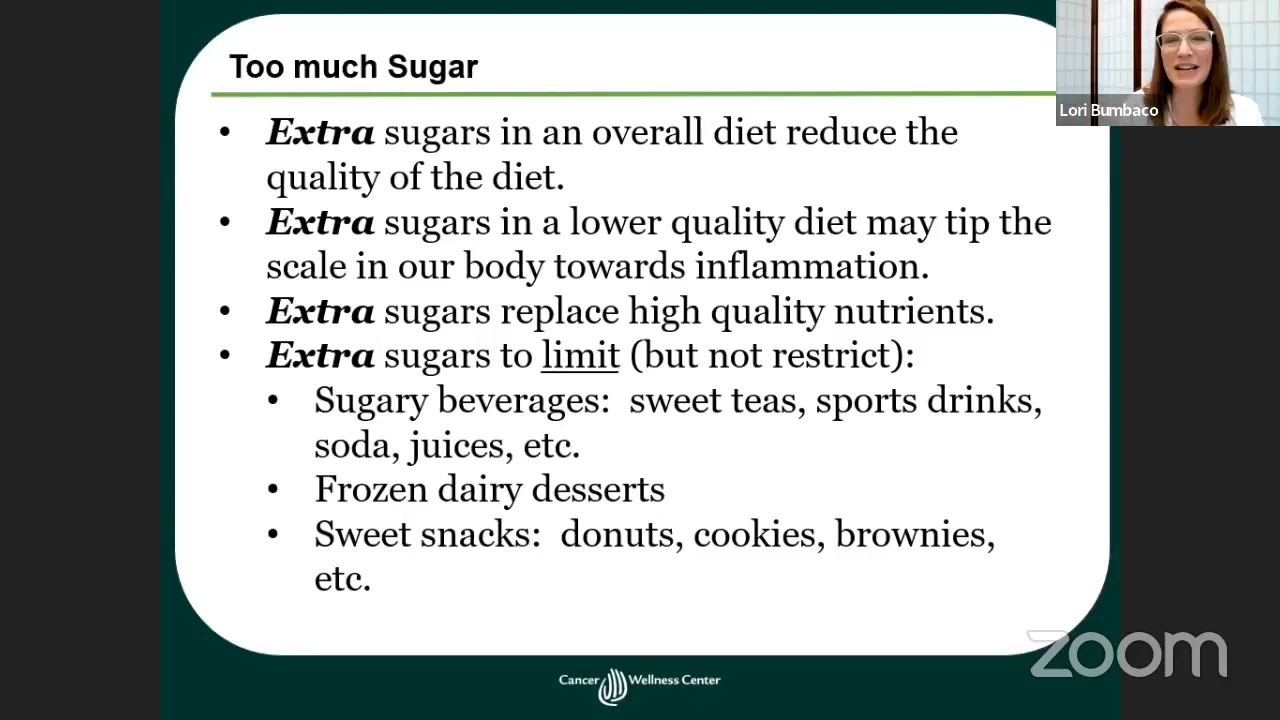 Too much Sugar
Lori Bumbaco
• Extra sugars in an overall diet reduce the
quality of the diet.
• Extra sugars in a lower quality diet may tip the
scale in our body towards inflammation.
• Extra sugars replace high quality nutrients.
• Extra sugars to limit (but not restrict):
• Sugary beverages:  sweet teas, sports drinks,
soda, juices, etc.
• Frozen dairy desserts
• Sweet snacks:  donuts, cookies, brownies,
etc.
zoom
Cancer Wellness Center